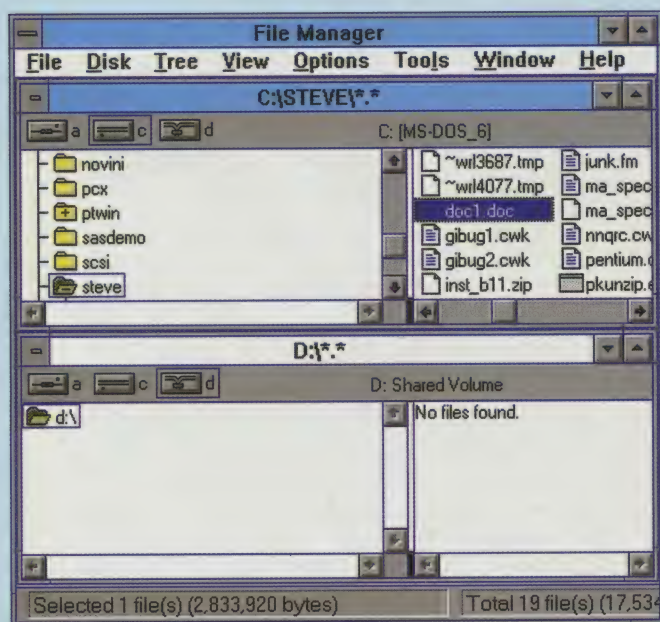 File Manager
File Disk Tree View Options Tools Window Help
C:\STEVE\*.*
a c d C: [MS-DOS_6]
novini
pcx
ptwin
sasdemo
scsi
steve
~wrl3687.tmp
~wrl4077.tmp
doc1.doc
gibug1.cwk
gibug2.cwk
inst_b11.zip
junk.fm
ma_spec
ma_spec
nnqrc.cw
pentium.
pkunzip.e
D:\*.*
a c d D: Shared Volume
d:\
No files found.
Selected 1 file(s) (2,833,920 bytes) Total 19 file(s) (17,534